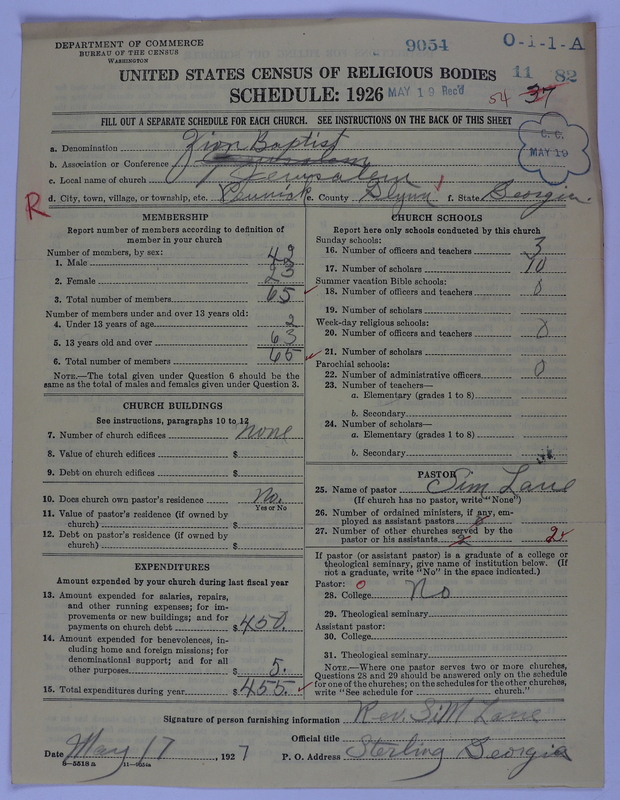 DEPARTMENT OF COMMERCE
BUREAU OF THE CENSUS
WASHINGTON
9054
O-1-1-A
UNITED STATES CENSUS OF RELIGIOUS BODIES
11 82
SCHEDULE: 1926
MAY 19 Rec'd
54 37
FILL OUT A SEPARATE SCHEDULE FOR EACH CHURCH. SEE INSTRUCTIONS ON THE BACK OF THIS SHEET
C. C.
MAY 19
a. Denomination Zion Baptist
b. Association or Conference
c. Local name of church Jerusalem
d. City, town, village, or township, etc. Pennick e. County Glynn f. State Georgia.
R
MEMBERSHIP
Report number of members according to definition of
member in your church
Number of members, by sex:
1. Male 42
2. Female 23
3. Total number of members 65
Number of members under and over 13 years old:
4. Under 13 years of age 2
5. 13 years old and over 63
6. Total number of members 65
NOTE.—The total given under Question 6 should be the
same as the total of males and females given under Question 3.
CHURCH BUILDINGS
See instructions, paragraphs 10 to 12
7. Number of church edifices none
8. Value of church edifices $
9. Debt on church edifices $
10. Does church own pastor's residence No.
Yes or No
11. Value of pastor's residence (if owned by
church) $
12. Debt on pastor's residence (if owned by
church) $
EXPENDITURES
Amount expended by your church during last fiscal year
13. Amount expended for salaries, repairs,
and other running expenses; for im-
provements or new buildings; and for
payments on church debt $450.
14. Amount expended for benevolences, in-
cluding home and foreign missions; for
denominational support; and for all
other purposes $5.
15. Total expenditures during year $455.
CHURCH SCHOOLS
Report here only schools conducted by this church
Sunday schools:
16. Number of officers and teachers 3
17. Number of scholars 10
Summer vacation Bible schools:
18. Number of officers and teachers 0
19. Number of scholars
Week-day religious schools:
20. Number of officers and teachers 0
21. Number of scholars
Parochial schools:
22. Number of administrative officers 0
23. Number of teachers—
a. Elementary (grades 1 to 8)
b. Secondary
24. Number of scholars—
a. Elementary (grades 1 to 8)
b. Secondary
PASTOR
25. Name of pastor Sim Lane
(If church has no pastor, write "None")
26. Number of ordained ministers, if any, em-
ployed as assistant pastors
27. Number of other churches served by the
pastor or his assistants 2 2
If pastor (or assistant pastor) is a graduate of a college or
theological seminary, give name of institution below. (If
not a graduate, write "No" in the space indicated.)
Pastor: 0
28. College No
29. Theological seminary
Assistant pastor:
30. College
31. Theological seminary
NOTE.—Where one pastor serves two or more churches,
Questions 28 and 29 should be answered only on the schedule
for one of the churches; on the schedules for the other churches,
write "See schedule for church."
Signature of person furnishing information Rev. SiM Lane
Official title
Date May 17, 1927 P. O. Address Sterling Georgia
8—5518a 11—9054a